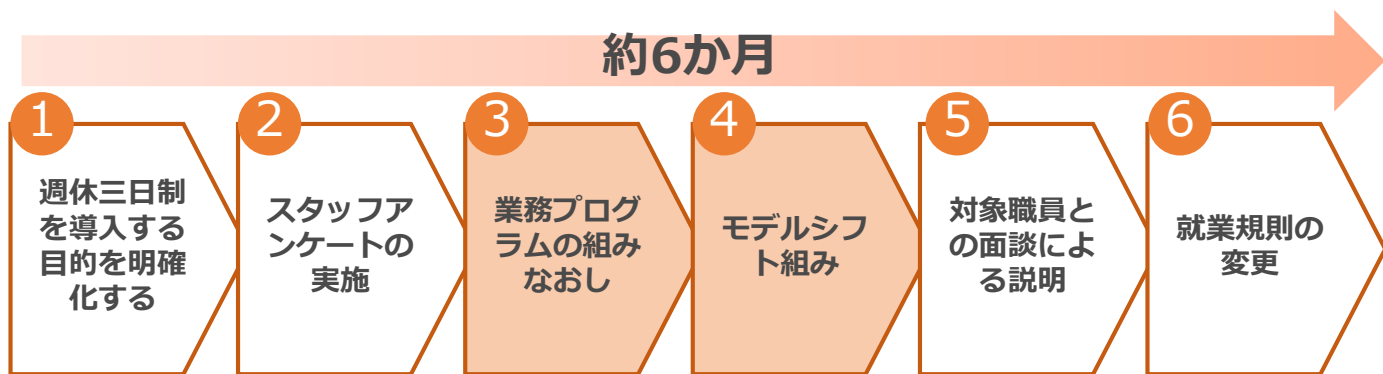 約6か月
1
週休三日制
を導入する
目的を明確
化する
2
スタッフア
ンケートの
実施
3
業務プログ
ラムの組み
なおし
4
モデルシフ
ト組み
5
対象職員と
の面談によ
る説明
6
就業規則の
変更